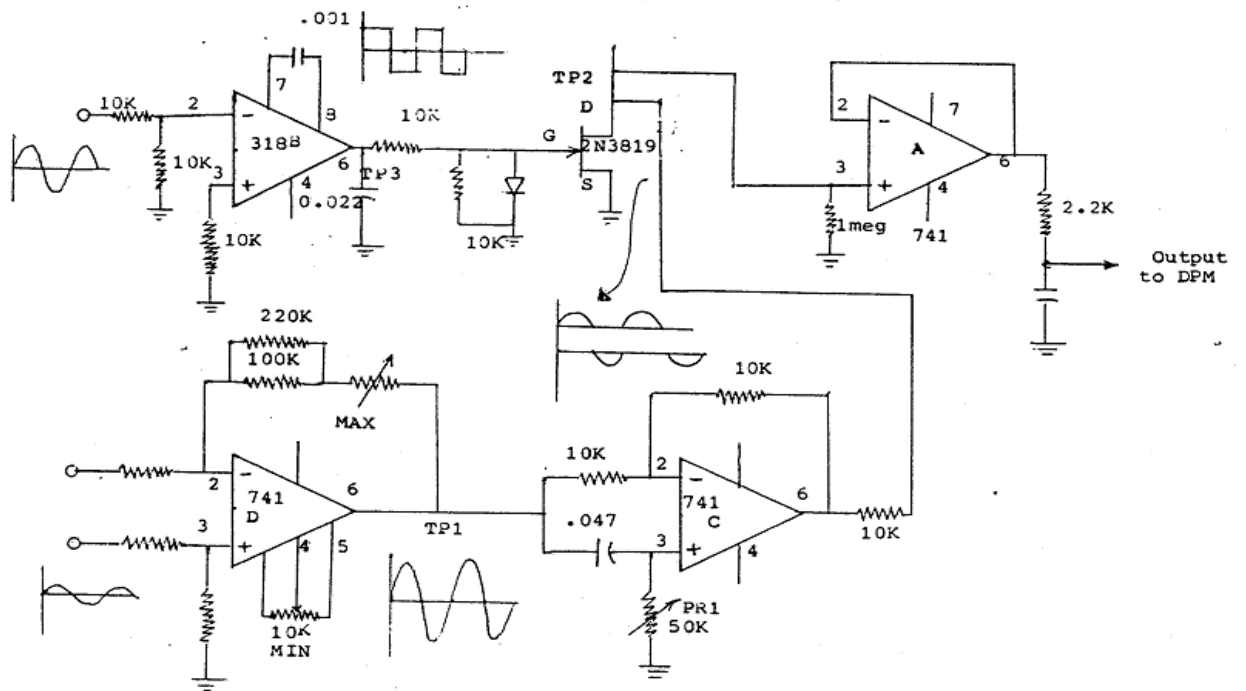 .001
7
8
10K
2
-
318B
6
10K
3
+
4
TP3
0.022
10K
10K
10K
G
TP2
D
2N3819
S
2
-
7
A
3
+
6
4
1meg
741
2.2K
Output
to DPM
220K
100K
MAX
2
-
741
D
6
3
+
4
5
TP1
10K
MIN
10K
10K
2
-
741
C
6
.047
3
+
4
10K
PR1
50K